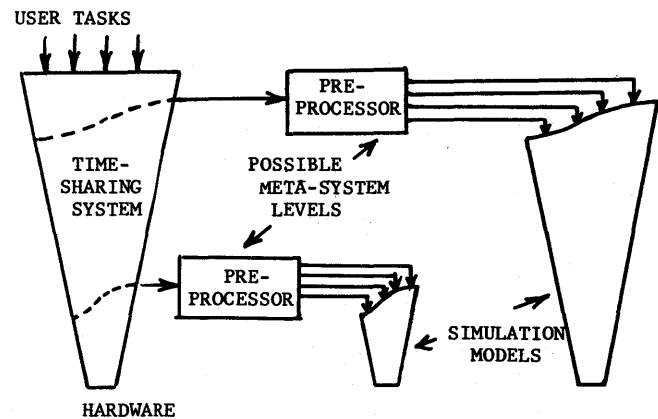 USER TASKS
PRE-
PROCESSOR
TIME-
SHARING
SYSTEM
POSSIBLE
META-SYSTEM
LEVELS
PRE-
PROCESSOR
SIMULATION
MODELS
HARDWARE